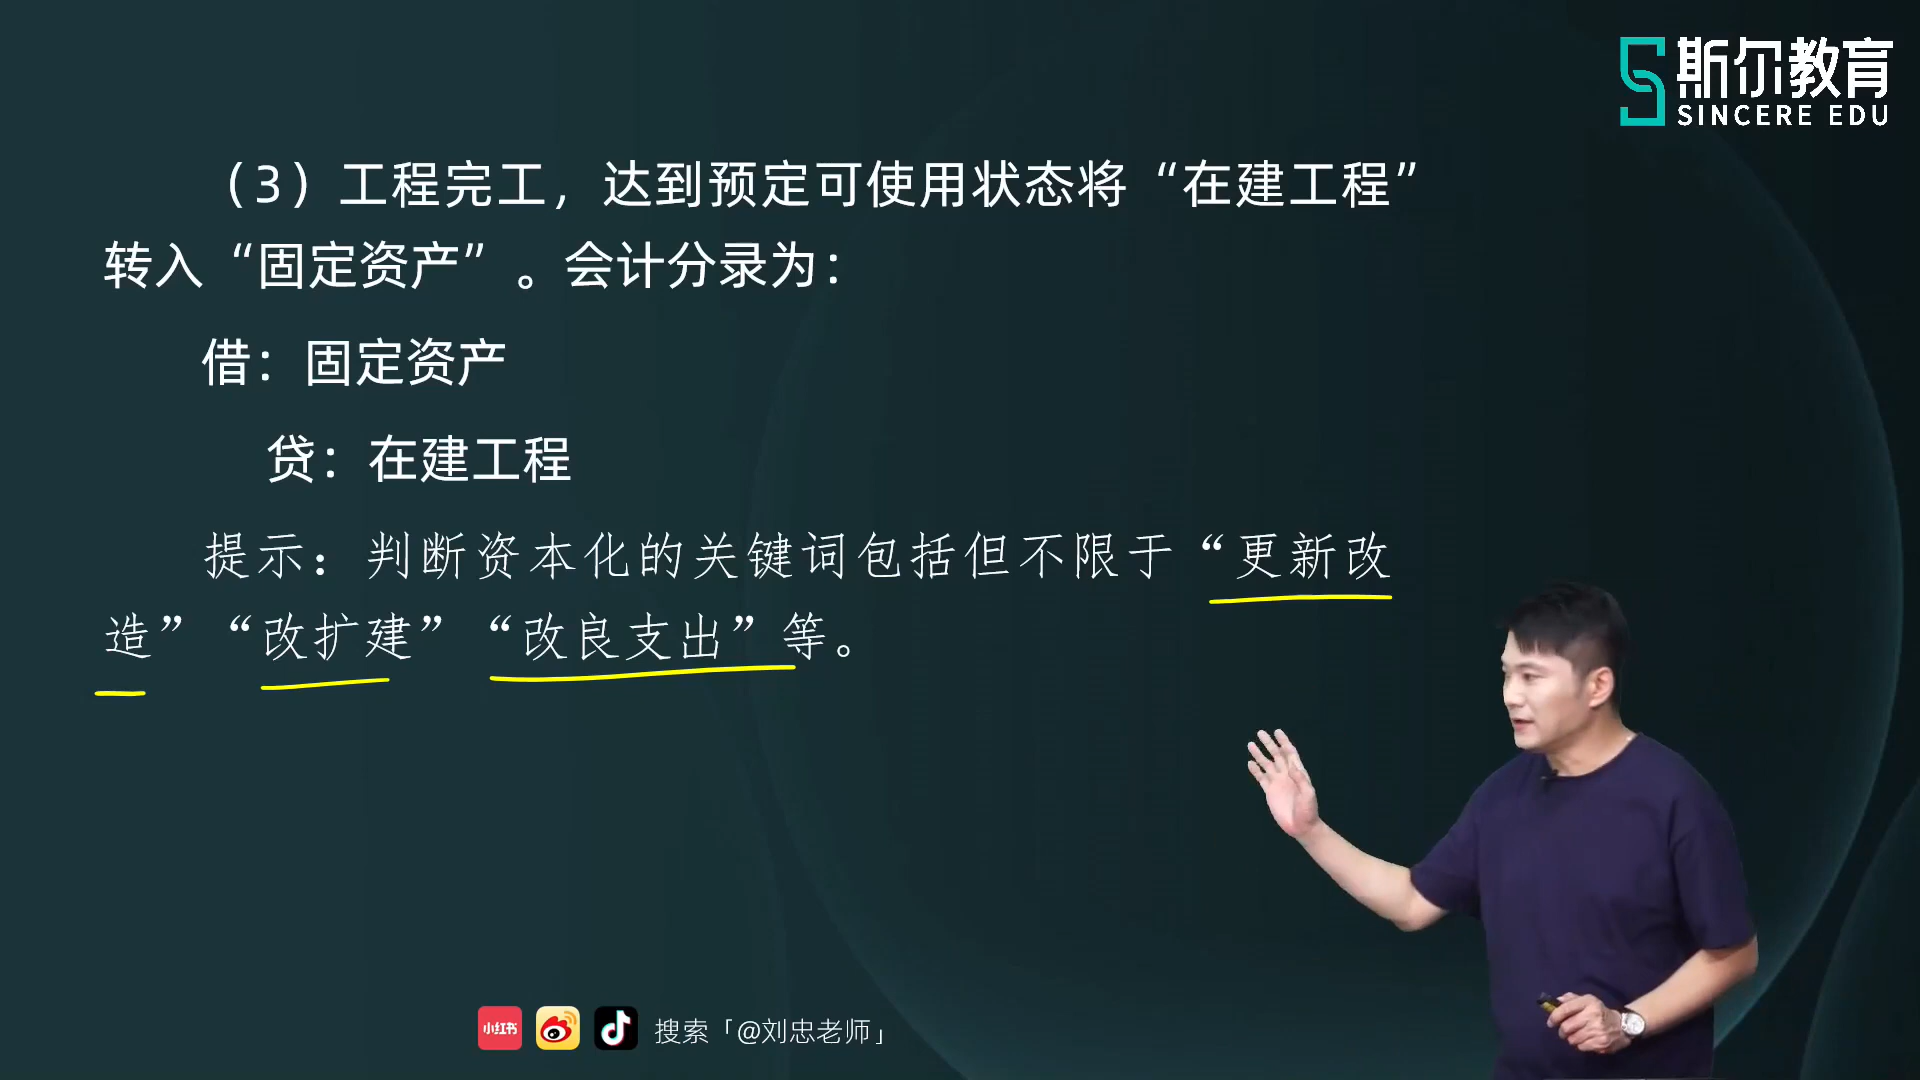 斯尔教育
SINCERE EDU
（3）工程完工，达到预定可使用状态将“在建工程”
转入“固定资产”。会计分录为：
借：固定资产
贷：在建工程
提示：判断资本化的关键词包括但不限于“更新改
造”“改扩建”“改良支出”等。
小红书
搜索「@刘忠老师」